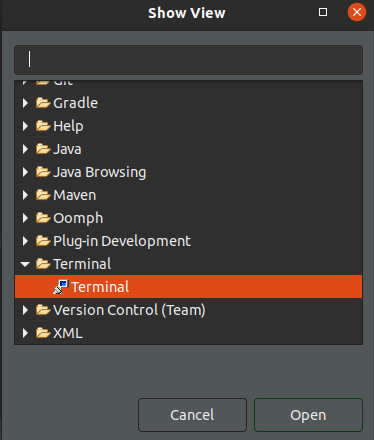 Show View
Git
Gradle
Help
Java
Java Browsing
Maven
Oomph
Plug-in Development
Terminal
Terminal
Version Control (Team)
XML
Cancel
Open